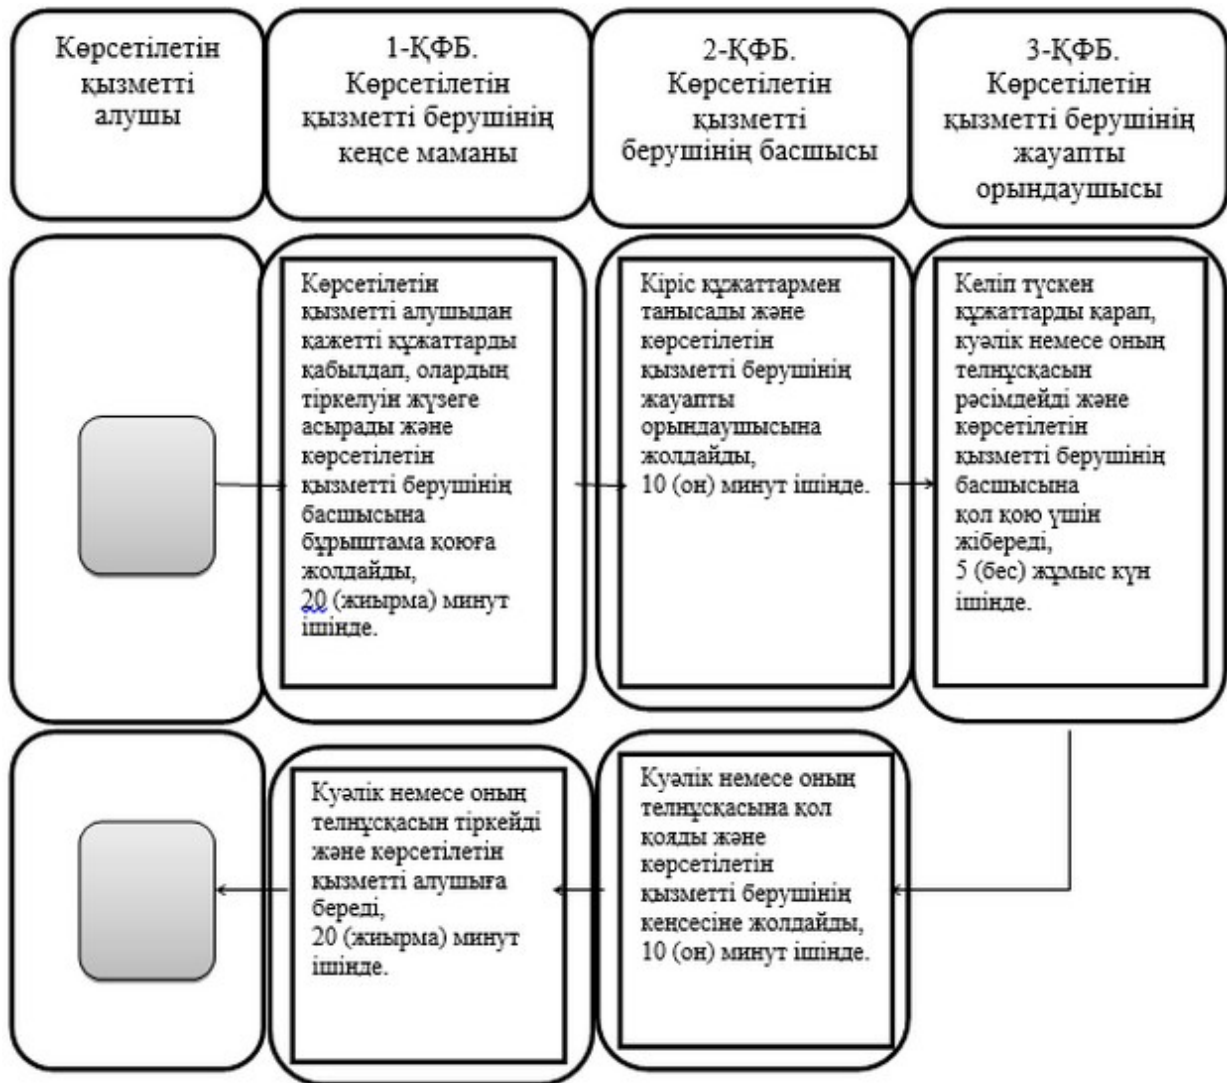 Көрсетілетін
қызметті
алушы
1-ҚФБ.
Көрсетілетін
қызметті берушінің
кеңсе маманы
2-ҚФБ.
Көрсетілетін
қызметті
берушінің басшысы
3-ҚФБ.
Көрсетілетін
қызметті берушінің
жауапты
орындаушысы
Көрсетілетін
қызметті алушыдан
қажетті құжаттарды
қабылдап, олардың
тіркелуін жүзеге
асырады және
көрсетілетін
қызметті берушінің
басшысына
бұрыштама қоюға
жолдайды,
20 (жиырма) минут
ішінде.
Кіріс құжаттармен
танысады және
көрсетілетін
қызметті берушінің
жауапты
орындаушысына
жолдайды,
10 (он) минут ішінде.
Келіп түскен
құжаттарды қарап,
куәлік немесе оның
телнұсқасын
рәсімдейді және
көрсетілетін
қызметті берушінің
басшысына
қол қою үшін
жібереді,
5 (бес) жұмыс күн
ішінде.
Куәлік немесе оның
телнұсқасын тіркейді
және көрсетілетін
қызметті алушыға
береді,
20 (жиырма) минут
ішінде.
Куәлік немесе оның
телнұсқасына қол
қояды және
көрсетілетін
қызметті берушінің
кеңсесіне жолдайды,
10 (он) минут ішінде.